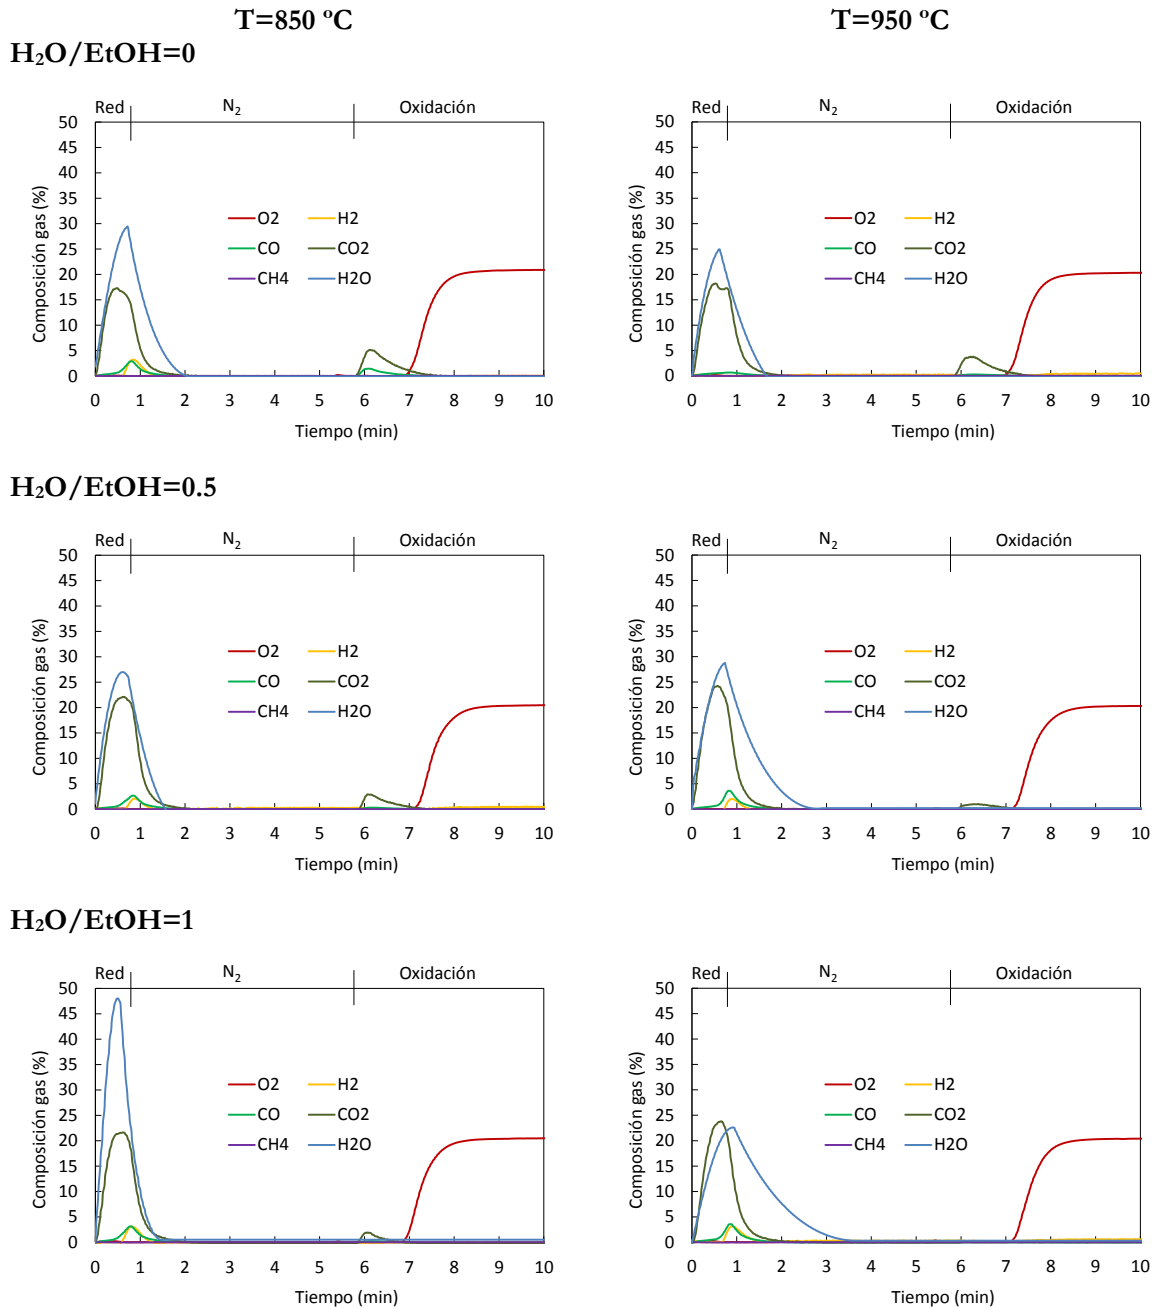 T=850 ºC T=950 ºC
H₂O/EtOH=0
Red N₂ Oxidación
50
45
40
35
30
25
20
15
10
5
0
Composición gas (%)
O2 H2
CO CO2
CH4 H2O
0 1 2 3 4 5 6 7 8 9 10
Tiempo (min)
Red N₂ Oxidación
50
45
40
35
30
25
20
15
10
5
0
Composición gas (%)
O2 H2
CO CO2
CH4 H2O
0 1 2 3 4 5 6 7 8 9 10
Tiempo (min)
H₂O/EtOH=0.5
Red N₂ Oxidación
50
45
40
35
30
25
20
15
10
5
0
Composición gas (%)
O2 H2
CO CO2
CH4 H2O
0 1 2 3 4 5 6 7 8 9 10
Tiempo (min)
Red N₂ Oxidación
50
45
40
35
30
25
20
15
10
5
0
Composición gas (%)
O2 H2
CO CO2
CH4 H2O
0 1 2 3 4 5 6 7 8 9 10
Tiempo (min)
H₂O/EtOH=1
Red N₂ Oxidación
50
45
40
35
30
25
20
15
10
5
0
Composición gas (%)
O2 H2
CO CO2
CH4 H2O
0 1 2 3 4 5 6 7 8 9 10
Tiempo (min)
Red N₂ Oxidación
50
45
40
35
30
25
20
15
10
5
0
Composición gas (%)
O2 H2
CO CO2
CH4 H2O
0 1 2 3 4 5 6 7 8 9 10
Tiempo (min)